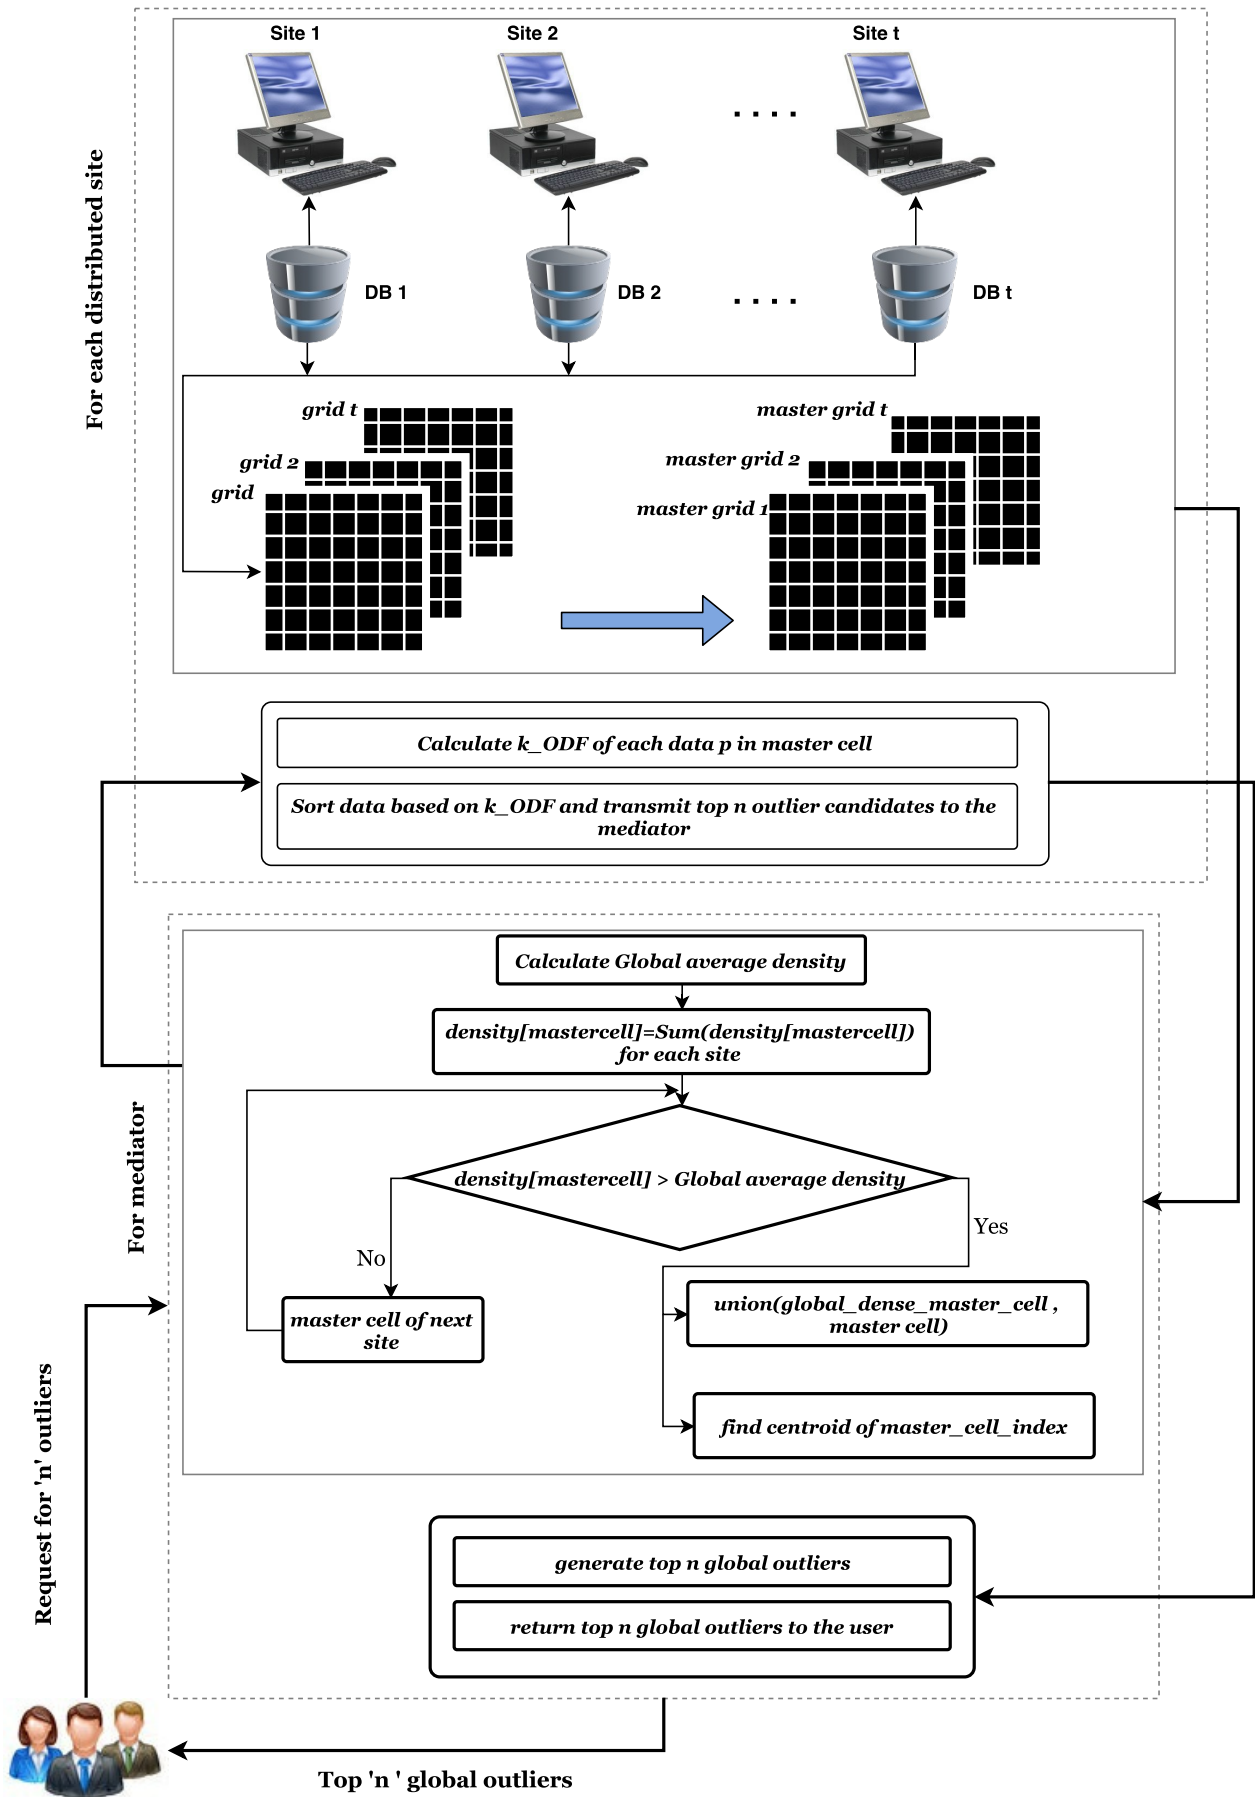 Site 1
Site 2
Site t
. . . .
For each distributed site
DB 1
DB 2
. . . .
DB t
grid t
grid 2
grid
master grid t
master grid 2
master grid 1
Calculate k_ODF of each data p in master cell
Sort data based on k_ODF and transmit top n outlier candidates to the
mediator
Calculate Global average density
density[mastercell]=Sum(density[mastercell])
for each site
For mediator
density[mastercell] > Global average density
No
Yes
master cell of next
site
union(global_dense_master_cell ,
master cell)
find centroid of master_cell_index
Request for 'n' outliers
generate top n global outliers
return top n global outliers to the user
Top 'n ' global outliers